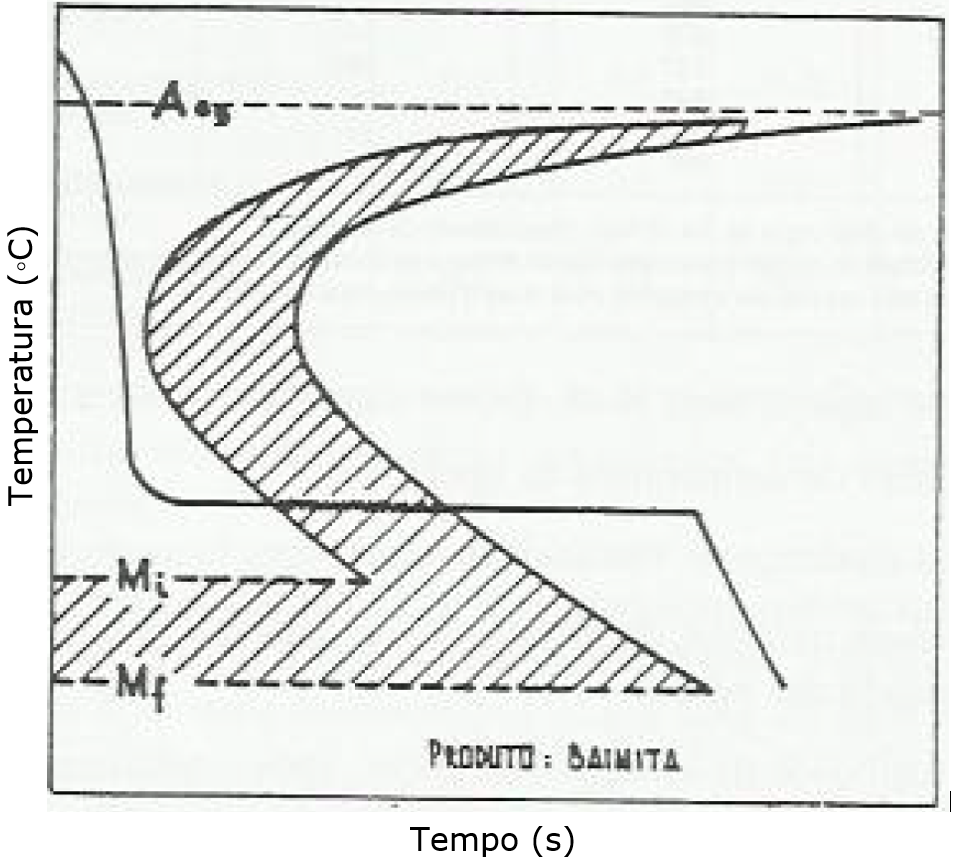 Ae₃
Temperatura (◦C)
Mi
Mf
PRODUTO : BAINITA
Tempo (s)